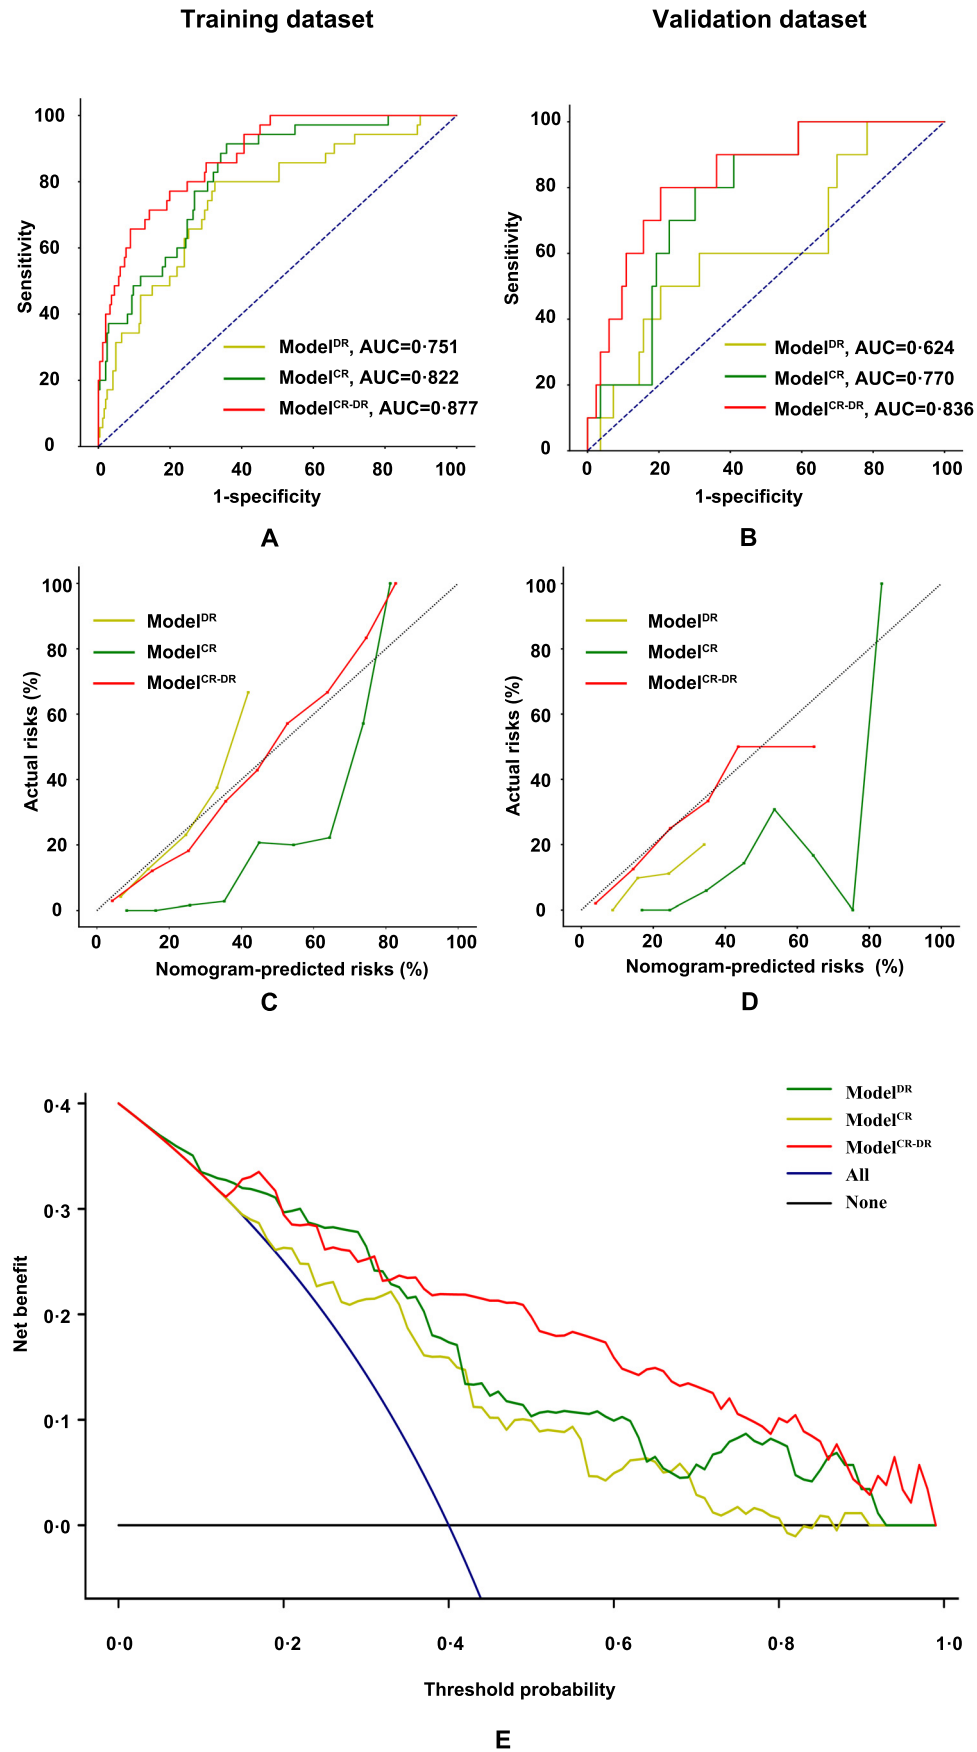 Training dataset
Validation dataset
Sensitivity
100
80
60
40
20
0
Model^DR, AUC=0·751
Model^CR, AUC=0·822
Model^CR-DR, AUC=0·877
0 20 40 60 80 100
1-specificity
A
Sensitivity
100
80
60
40
20
0
Model^DR, AUC=0·624
Model^CR, AUC=0·770
Model^CR-DR, AUC=0·836
0 20 40 60 80 100
1-specificity
B
Actual risks (%)
100
80
60
40
20
0
Model^DR
Model^CR
Model^CR-DR
0 20 40 60 80 100
Nomogram-predicted risks (%)
C
Actual risks (%)
100
80
60
40
20
0
Model^DR
Model^CR
Model^CR-DR
0 20 40 60 80 100
Nomogram-predicted risks (%)
D
Net benefit
0·4
0·3
0·2
0·1
0·0
Model^DR
Model^CR
Model^CR-DR
All
None
0·0 0·2 0·4 0·6 0·8 1·0
Threshold probability
E